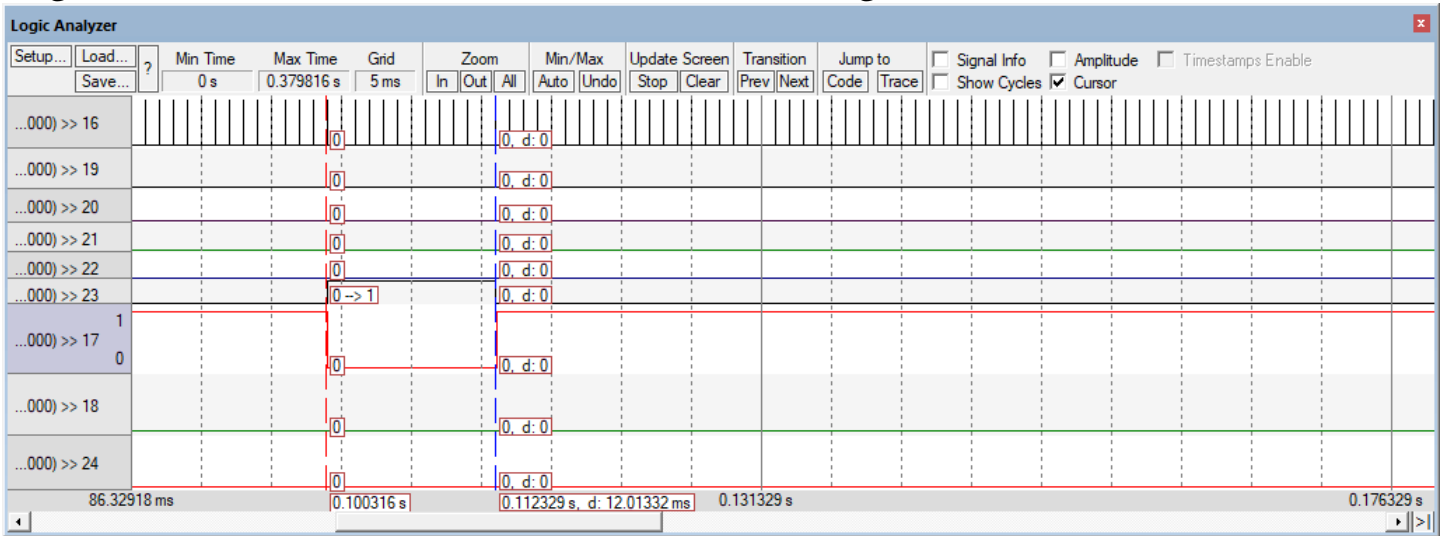 Logic Analyzer
Setup... Load... ? Min Time Max Time Grid Zoom Min/Max Update Screen Transition Jump to Signal Info Amplitude Timestamps Enable
Save... 0 s 0.379816 s 5 ms In Out All Auto Undo Stop Clear Prev Next Code Trace Show Cycles Cursor
...000) >> 16
0 0, d: 0
...000) >> 19
0 0, d: 0
...000) >> 20
0 0, d: 0
...000) >> 21
0 0, d: 0
...000) >> 22
0 0, d: 0
...000) >> 23
0 --> 1 0, d: 0
1
...000) >> 17
0
0 0, d: 0
...000) >> 18
0 0, d: 0
...000) >> 24
0 0, d: 0
86.32918 ms 0.100316 s 0.112329 s, d: 12.01332 ms 0.131329 s 0.176329 s
>|